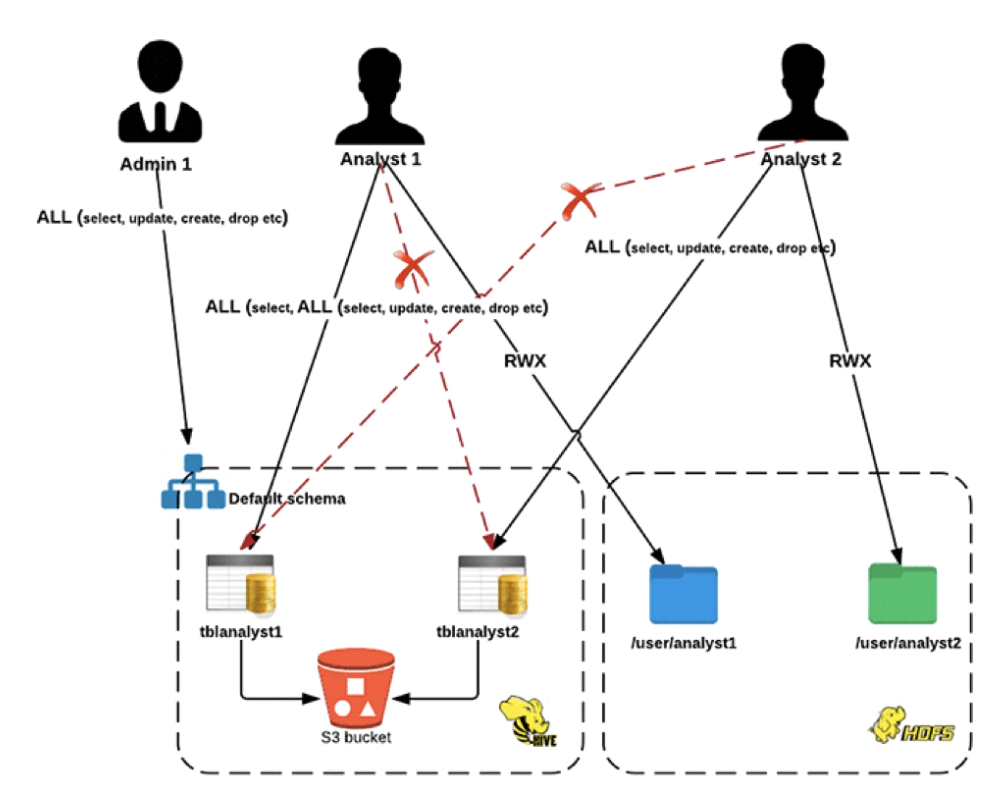 Admin 1
Analyst 1
Analyst 2
ALL (select, update, create, drop etc)
ALL (select, update, create, drop etc)
ALL (select, ALL (select, update, create, drop etc)
RWX
RWX
Default schema
tblanalyst1
tblanalyst2
/user/analyst1
/user/analyst2
S3 bucket
HIVE
HDFS